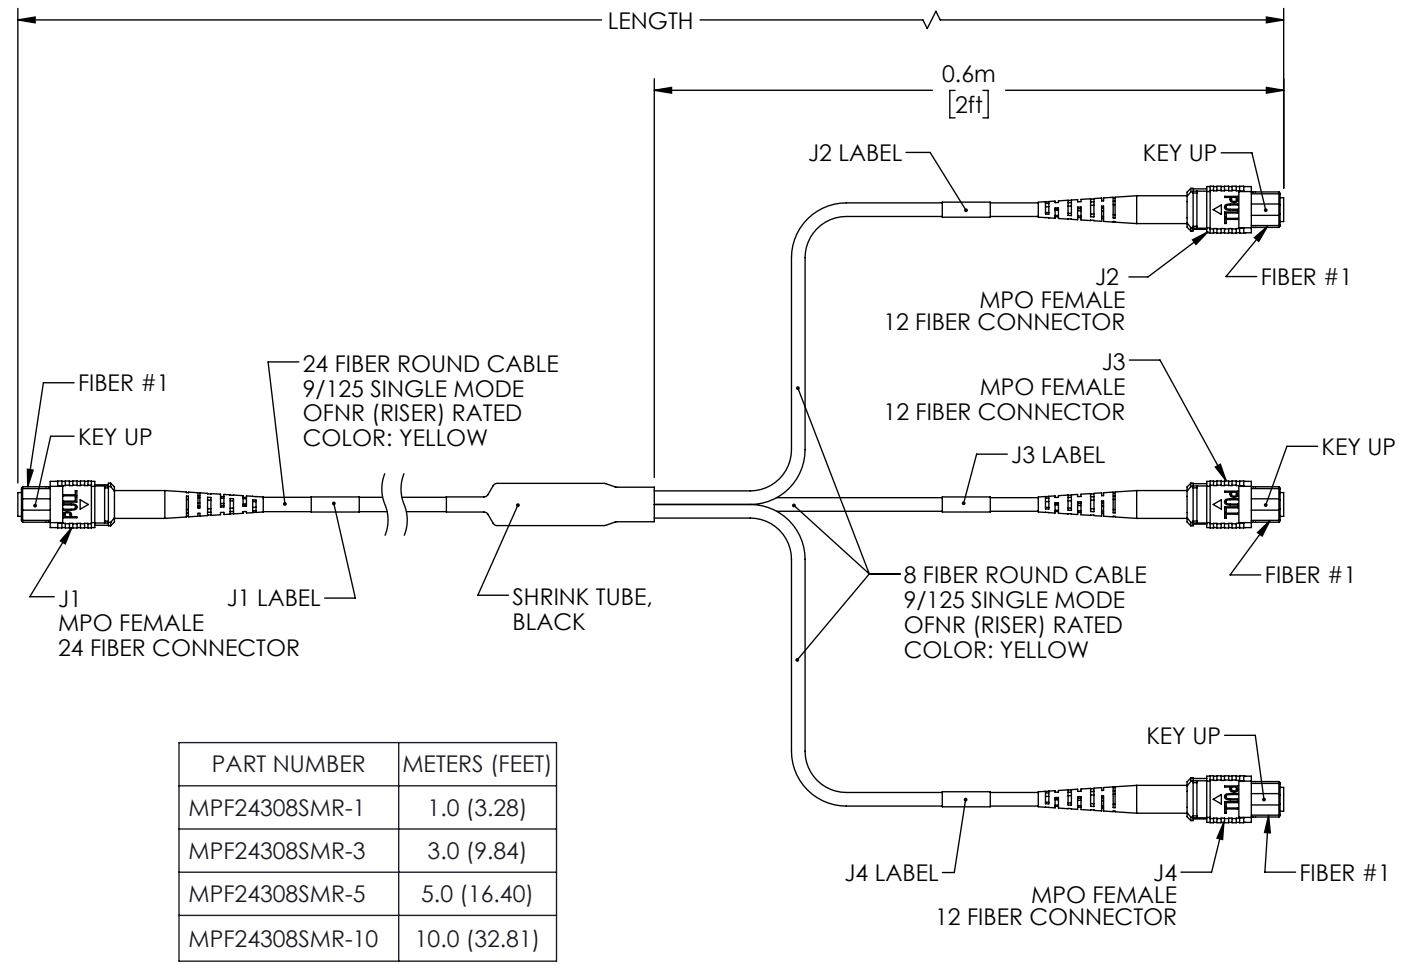 LENGTH
0.6m
[2ft]
J2 LABEL
KEY UP
PULL
J2
MPO FEMALE
12 FIBER CONNECTOR
FIBER #1
24 FIBER ROUND CABLE
9/125 SINGLE MODE
OFNR (RISER) RATED
COLOR: YELLOW
FIBER #1
KEY UP
PULL
J1
MPO FEMALE
24 FIBER CONNECTOR
J1 LABEL
SHRINK TUBE,
BLACK
J3
MPO FEMALE
12 FIBER CONNECTOR
J3 LABEL
KEY UP
PULL
FIBER #1
8 FIBER ROUND CABLE
9/125 SINGLE MODE
OFNR (RISER) RATED
COLOR: YELLOW
KEY UP
PULL
J4 LABEL
J4
MPO FEMALE
12 FIBER CONNECTOR
FIBER #1
PART NUMBER METERS (FEET)
MPF24308SMR-1 1.0 (3.28)
MPF24308SMR-3 3.0 (9.84)
MPF24308SMR-5 5.0 (16.40)
MPF24308SMR-10 10.0 (32.81)